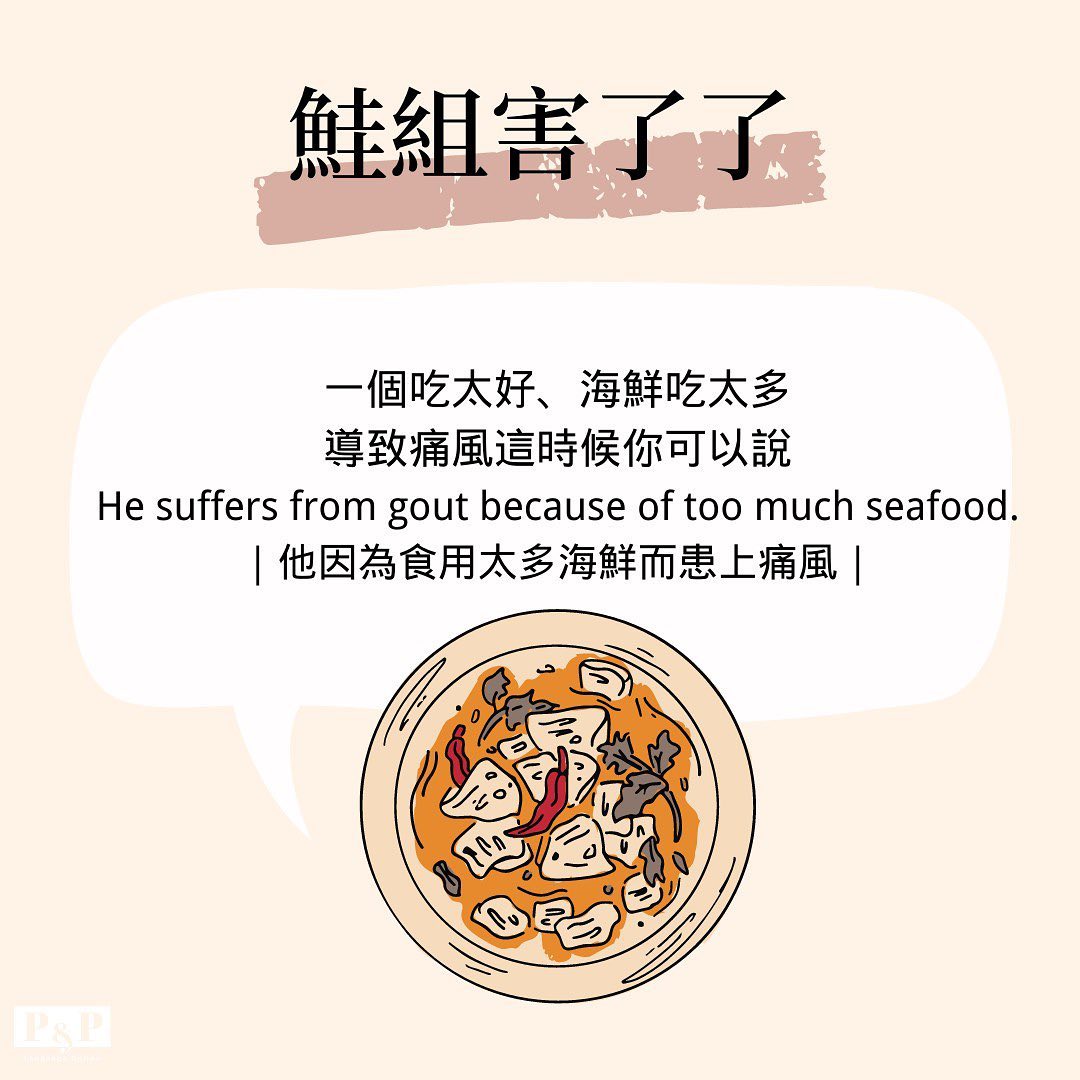 鮭組害了了
一個吃太好、海鮮吃太多
導致痛風這時候你可以說
He suffers from gout because of too much seafood.
| 他因為食用太多海鮮而患上痛風 |
P&P